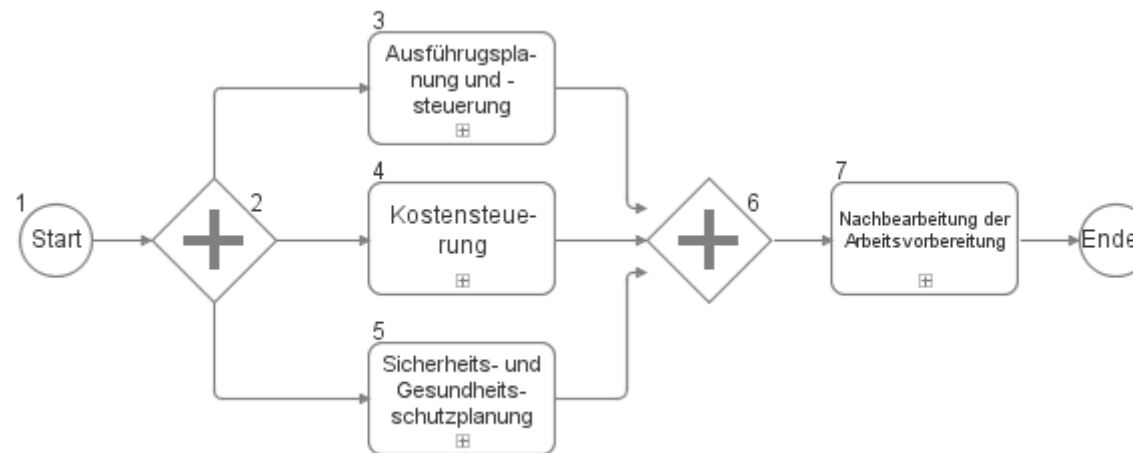 3
Ausführugspla-
nung und -
steuerung
4
Kostensteue-
rung
5
Sicherheits- und
Gesundheits-
schutzplanung
1
Start
2
6
7
Nachbearbeitung der
Arbeitsvorbereitung
Ende